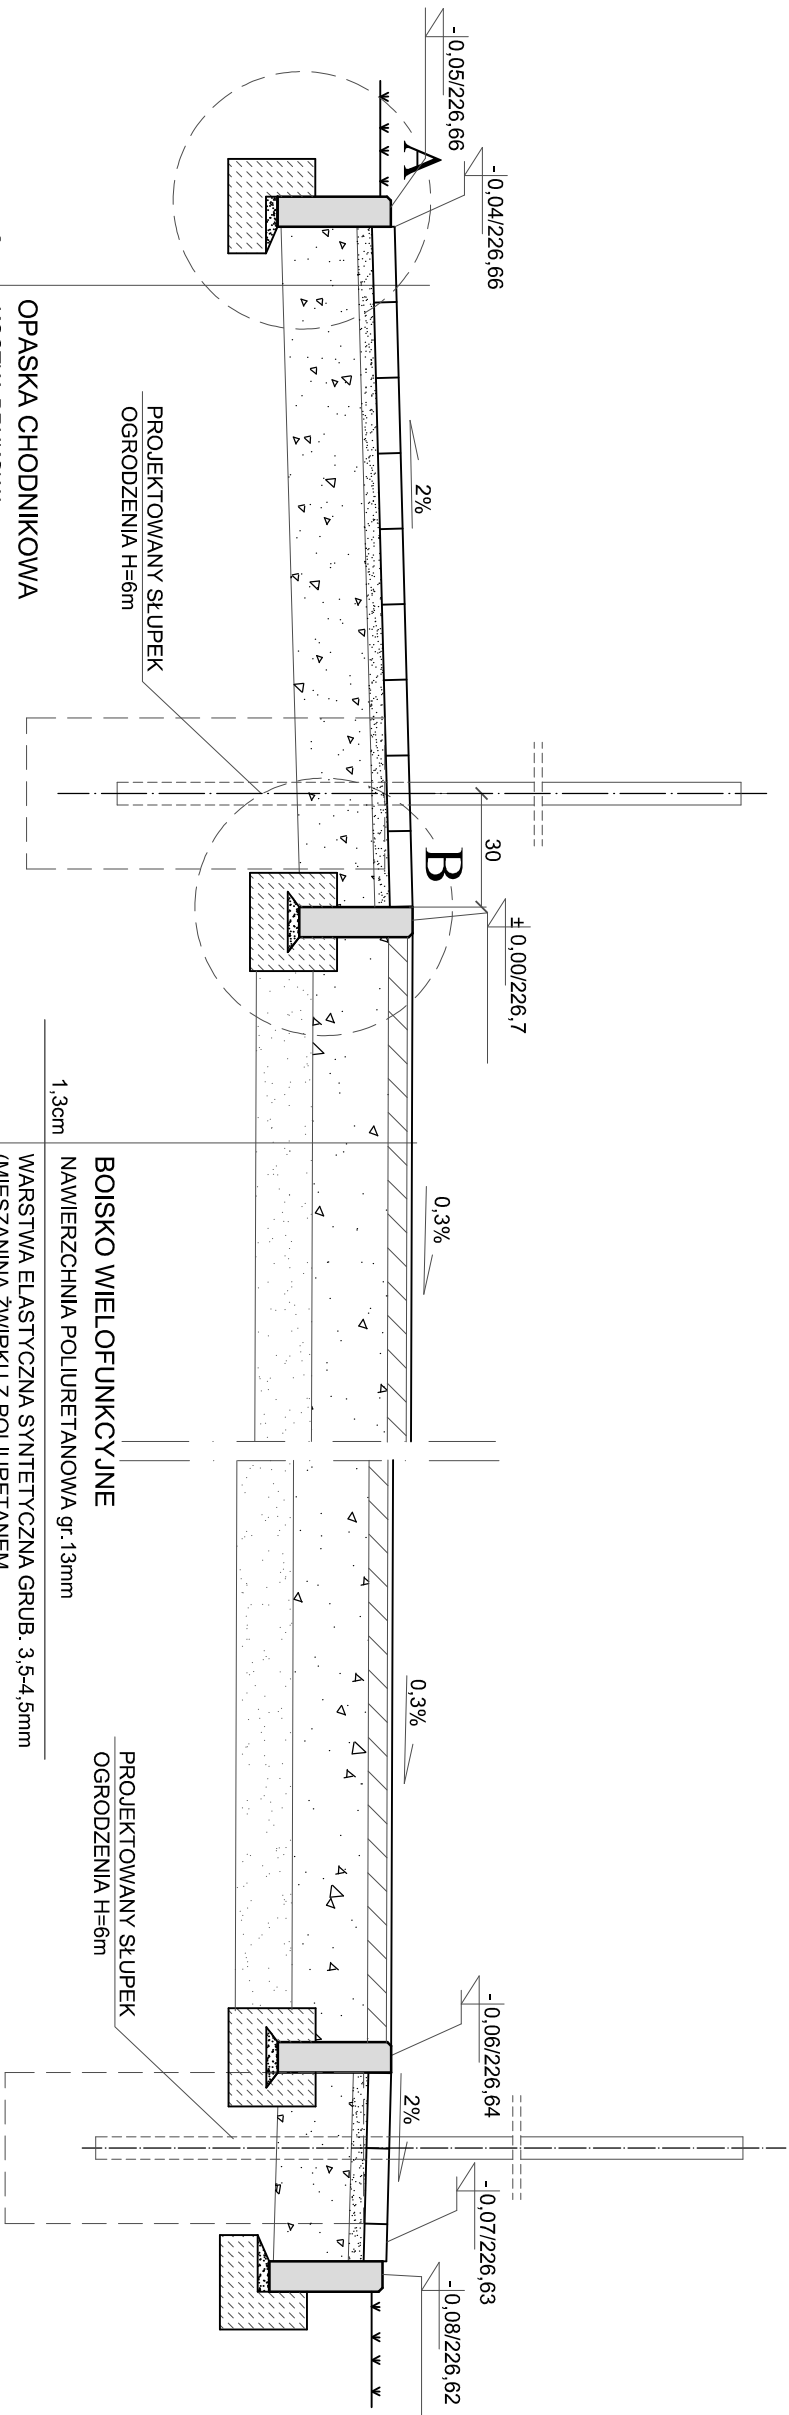 -0,05/226,66
A
-0,04/226,66
2%
30
B
± 0,00/226,7
0,3%
0,3%
-0,06/226,64
2%
-0,07/226,63
-0,08/226,62
PROJEKTOWANY SŁUPEK
OGRODZENIA H=6m
PROJEKTOWANY SŁUPEK
OGRODZENIA H=6m
OPASKA CHODNIKOWA
BOISKO WIELOFUNKCYJNE
1,3cm NAWIERZCHNIA POLIURETANOWA gr.13mm
WARSTWA ELASTYCZNA SYNTETYCZNA GRUB. 3,5-4,5mm
(MIESZANINA ŻWIRKU Z POLIURETANEM